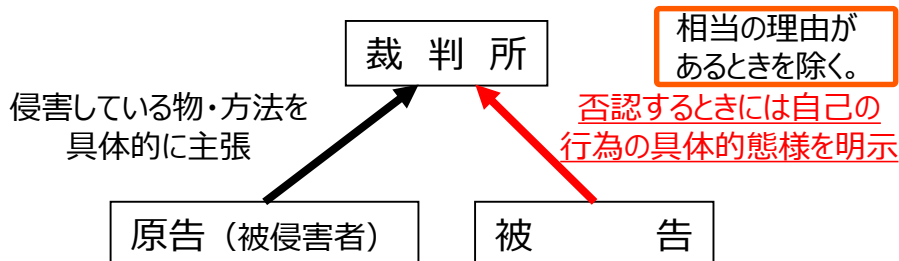 裁 判 所
相当の理由が
あるときを除く。
侵害している物・方法を
具体的に主張
否認するときには自己の
行為の具体的態様を明示
原告（被侵害者）
被 告